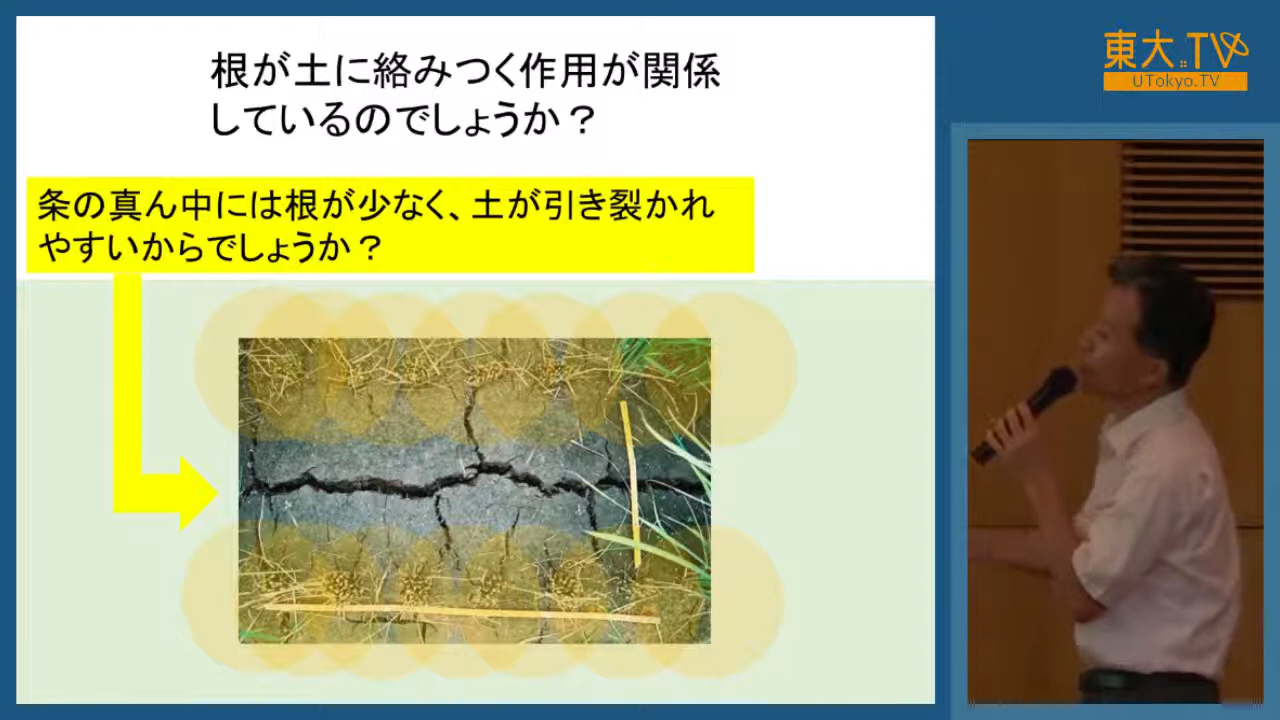 根が土に絡みつく作用が関係
しているのでしょうか？
条の真ん中には根が少なく、土が引き裂かれ
やすいからでしょうか？
東大.TV
UTokyo.TV